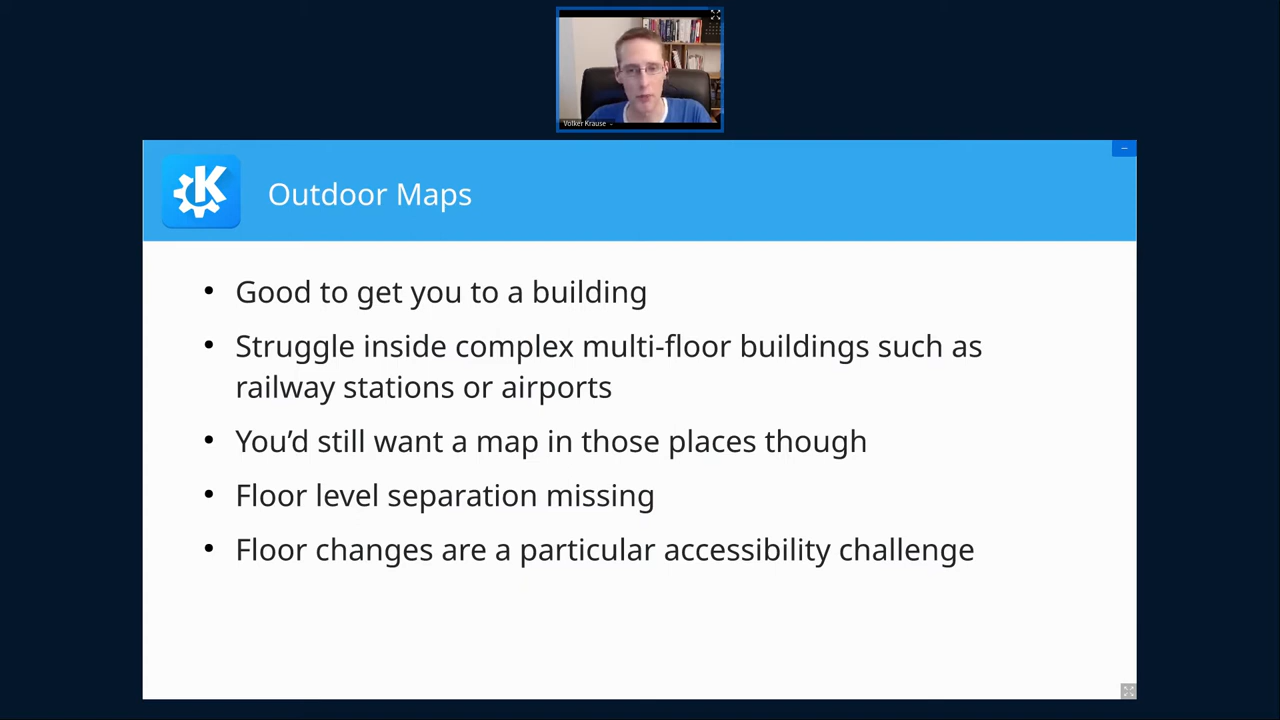 Volker Krause
Outdoor Maps
• Good to get you to a building
• Struggle inside complex multi-floor buildings such as
railway stations or airports
• You’d still want a map in those places though
• Floor level separation missing
• Floor changes are a particular accessibility challenge